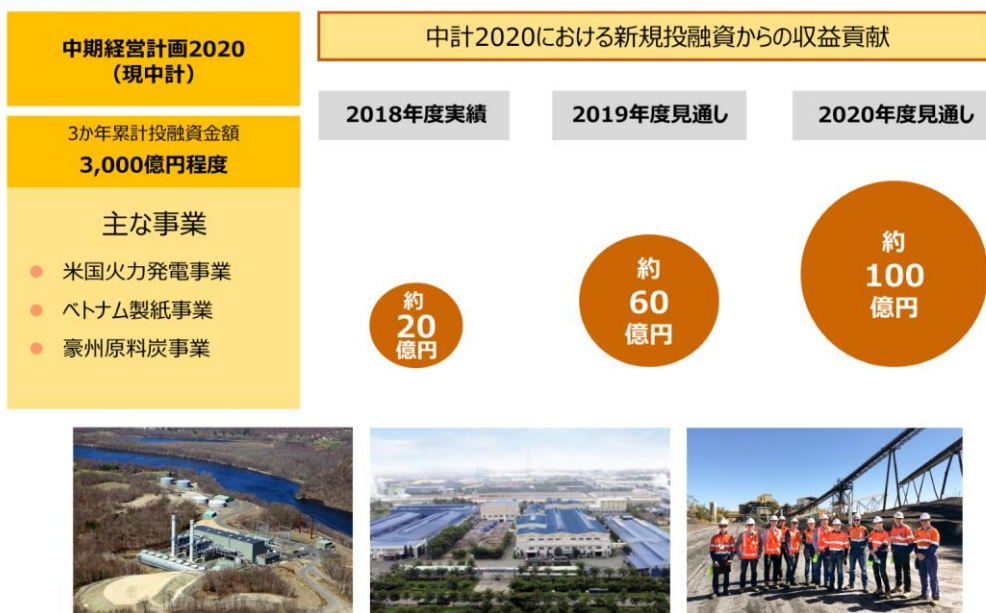 中期経営計画2020
（現中計）
3か年累計投融資金額
3,000億円程度
主な事業
米国火力発電事業
ベトナム製紙事業
豪州原料炭事業
中計2020における新規投融資からの収益貢献
2018年度実績
2019年度見通し
2020年度見通し
約
20
億円
約
60
億円
約
100
億円